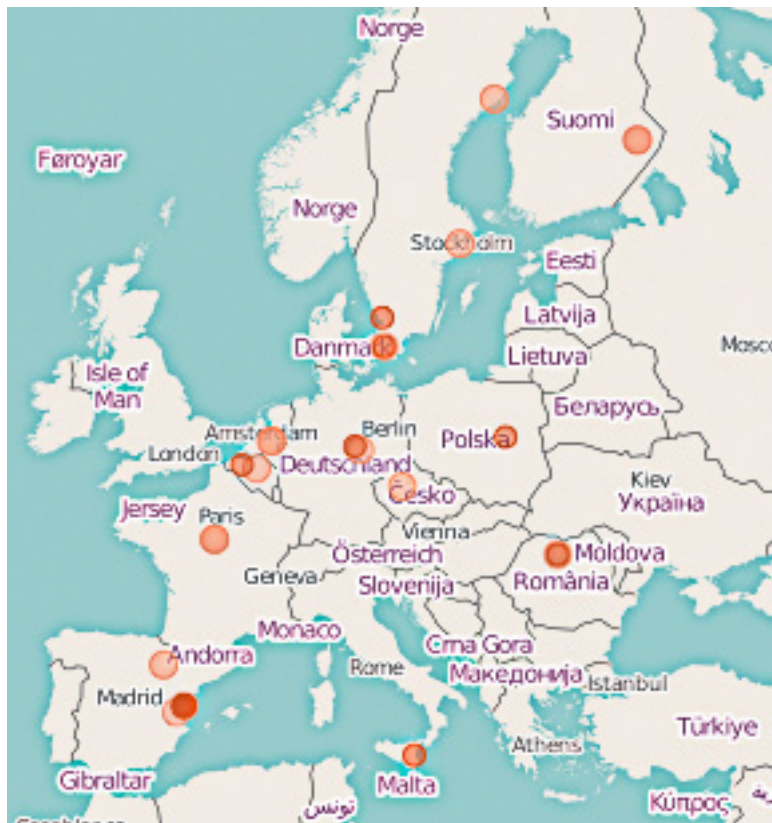 Norge
Suomi
Føroyar
Norge
Stockholm
Eesti
Latvija
Danmark
Lietuva
Isle of
Man
Беларусь
Amsterdam
Berlin
London
Deutschland
Polska
Kiev
Україна
Česko
Jersey
Paris
Vienna
Österreich
Moldova
Geneva
Slovenija
România
Monaco
Crna Gora
Andorra
Rome
Македонија
Istanbul
Madrid
Türkiye
Athens
Gibraltar
Malta
Κύπρος
تونس